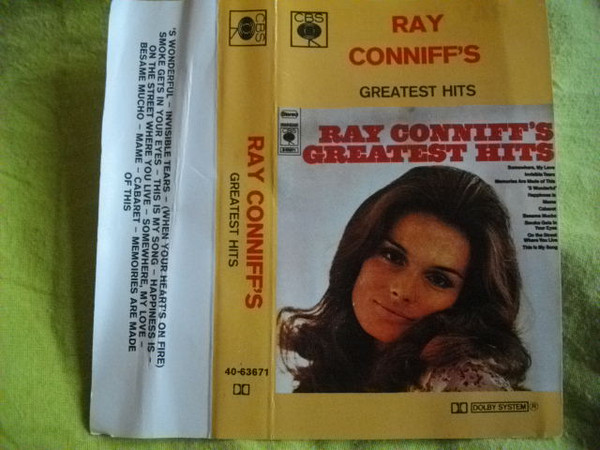 'S WONDERFUL – INVISIBLE TEARS – (WHEN YOUR HEART'S ON FIRE)
SMOKE GETS IN YOUR EYES – THIS IS MY SONG – HAPPINESS IS –
ON THE STREET WHERE YOU LIVE – SOMEWHERE, MY LOVE –
BESAME MUCHO – MAME – CABARET – MEMOIRIES ARE MADE
OF THIS
CBS
RAY CONNIFF'S
GREATEST HITS
40-63671
CBS
RAY
CONNIFF'S
GREATEST HITS
Stereo
RAY CONNIFF'S
GREATEST HITS
Somewhere, My Love
Invisible Tears
Memories Are Made of This
'S Wonderful
Happiness Is
Mame
Cabaret
Besame Mucho
Smoke Gets in
Your Eyes
On the Street
Where You Live
This Is My Song
DOLBY SYSTEM ®